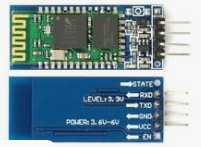 STATE
RXD
LEVEL:3.3V
TXD
GND
POWER:3.6V-6V
VCC
EN